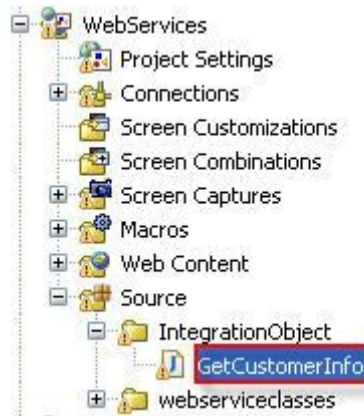 WebServices
Project Settings
Connections
Screen Customizations
Screen Combinations
Screen Captures
Macros
Web Content
Source
IntegrationObject
GetCustomerInfo
webserviceclasses